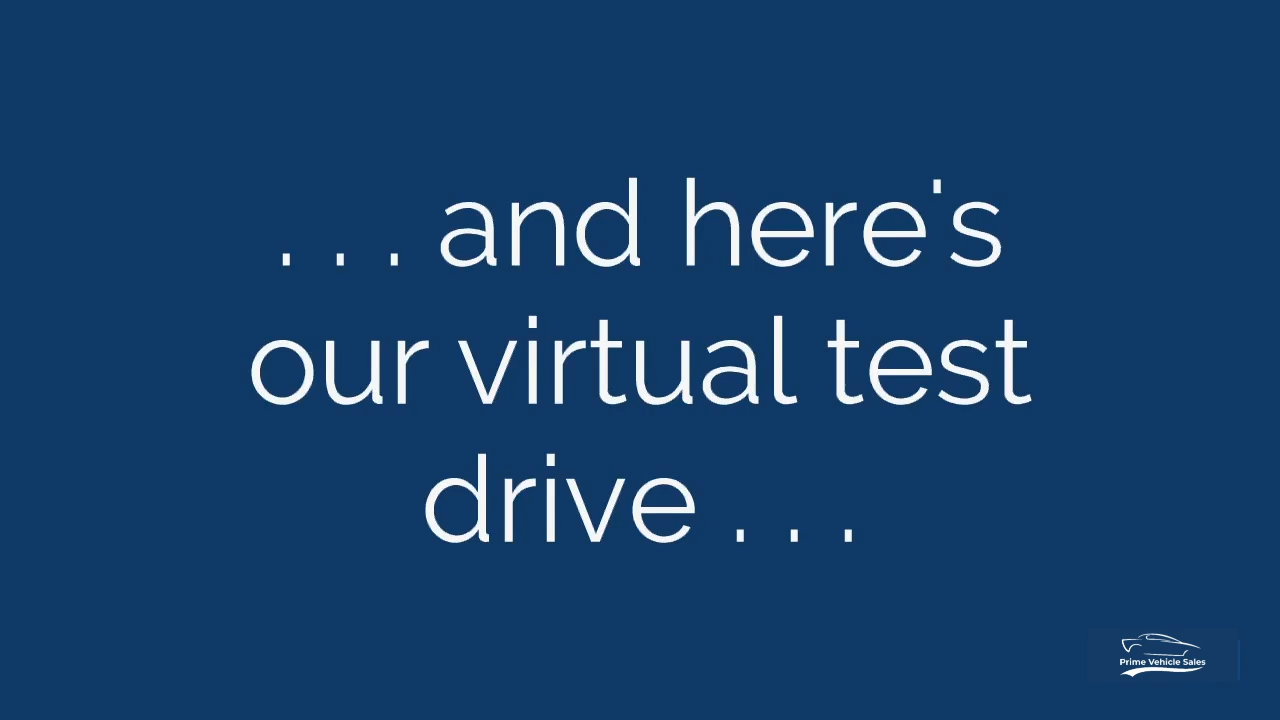 . . . and here's
our virtual test
drive . . .
Prime Vehicle Sales